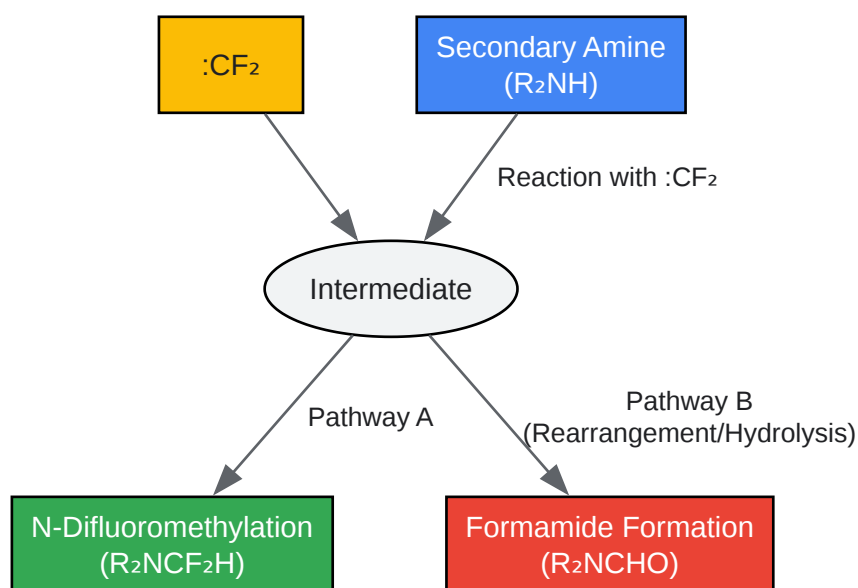 :CF₂
Secondary Amine
(R₂NH)
Reaction with :CF₂
Intermediate
Pathway A
Pathway B
(Rearrangement/Hydrolysis)
N-Difluoromethylation
(R₂NCF₂H)
Formamide Formation
(R₂NCHO)